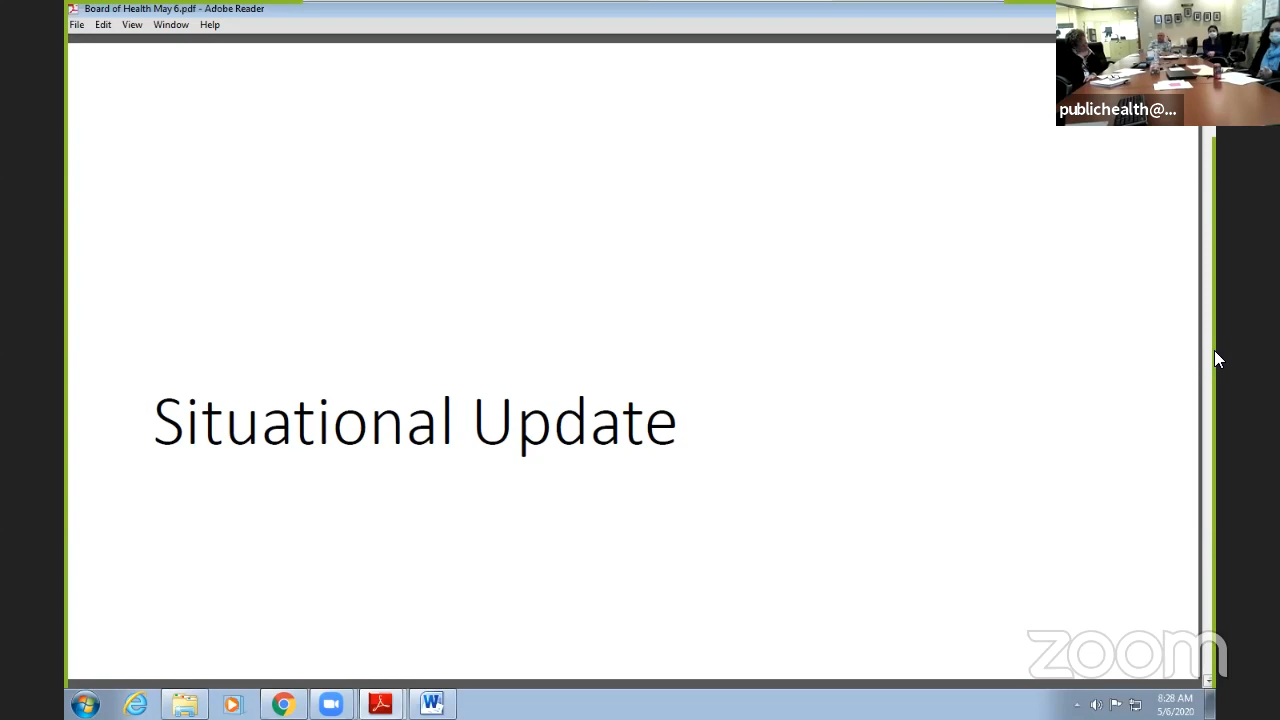 Board of Health May 6.pdf - Adobe Reader
File Edit View Window Help
publichealth@...
Situational Update
zoom
8:28 AM
5/6/2020